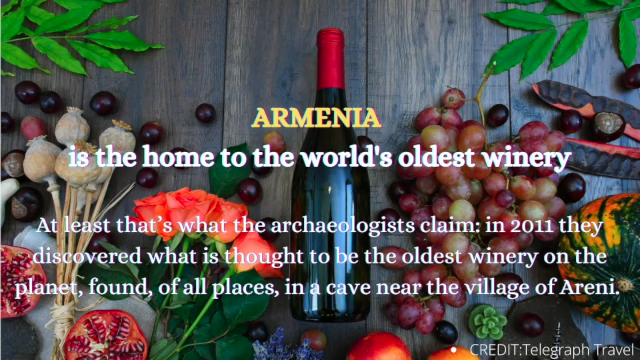 ARMENIA
is the home to the world's oldest winery
At least that's what the archaeologists claim: in 2011 they
discovered what is thought to be the oldest winery on the
planet, found, of all places, in a cave near the village of Areni.
• CREDIT:Telegraph Travel